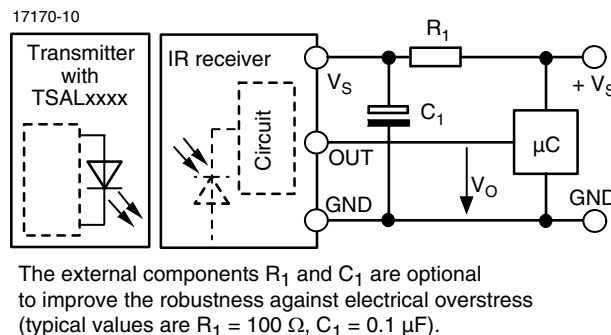 17170-10
Transmitter
with
TSALxxxx
IR receiver
Circuit
VS
OUT
GND
C1
R1
VO
µC
+ VS
GND
The external components R1 and C1 are optional
to improve the robustness against electrical overstress
(typical values are R1 = 100 Ω, C1 = 0.1 µF).